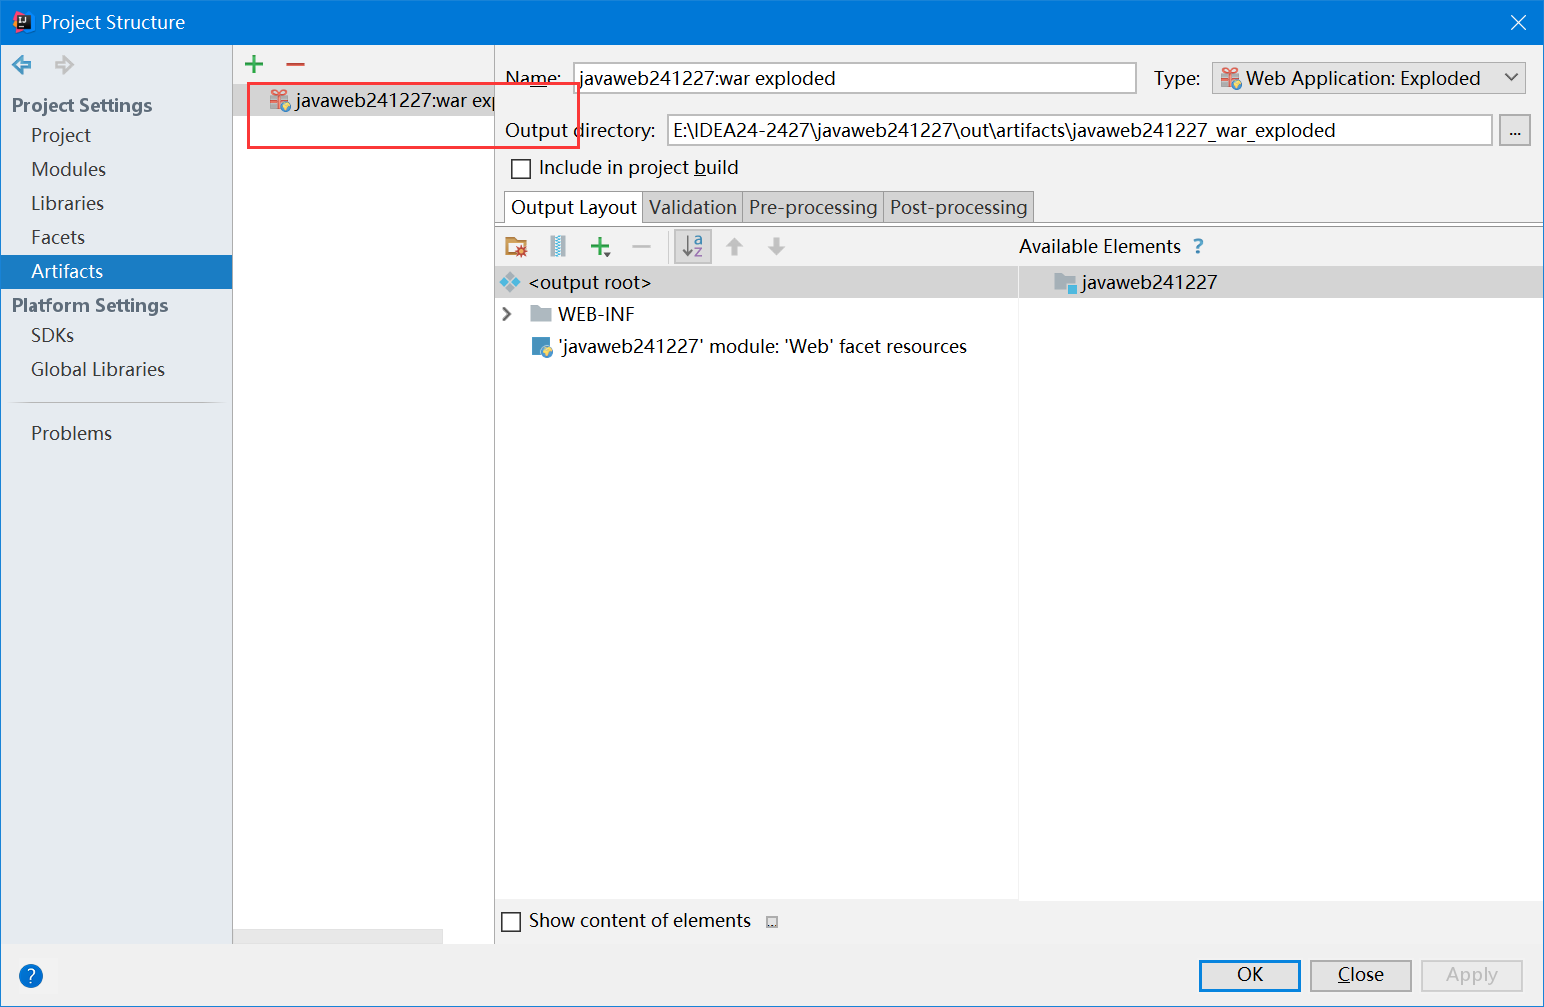 Project Structure
Project Settings
Project
Modules
Libraries
Facets
Artifacts
Platform Settings
SDKs
Global Libraries
Problems
javaweb241227:war exp
Name: javaweb241227:war exploded Type: Web Application: Exploded
Output directory: E:\IDEA24-2427\javaweb241227\out\artifacts\javaweb241227_war_exploded ...
Include in project build
Output Layout Validation Pre-processing Post-processing
Available Elements ?
<output root>
WEB-INF
'javaweb241227' module: 'Web' facet resources
javaweb241227
Show content of elements ...
? OK Close Apply